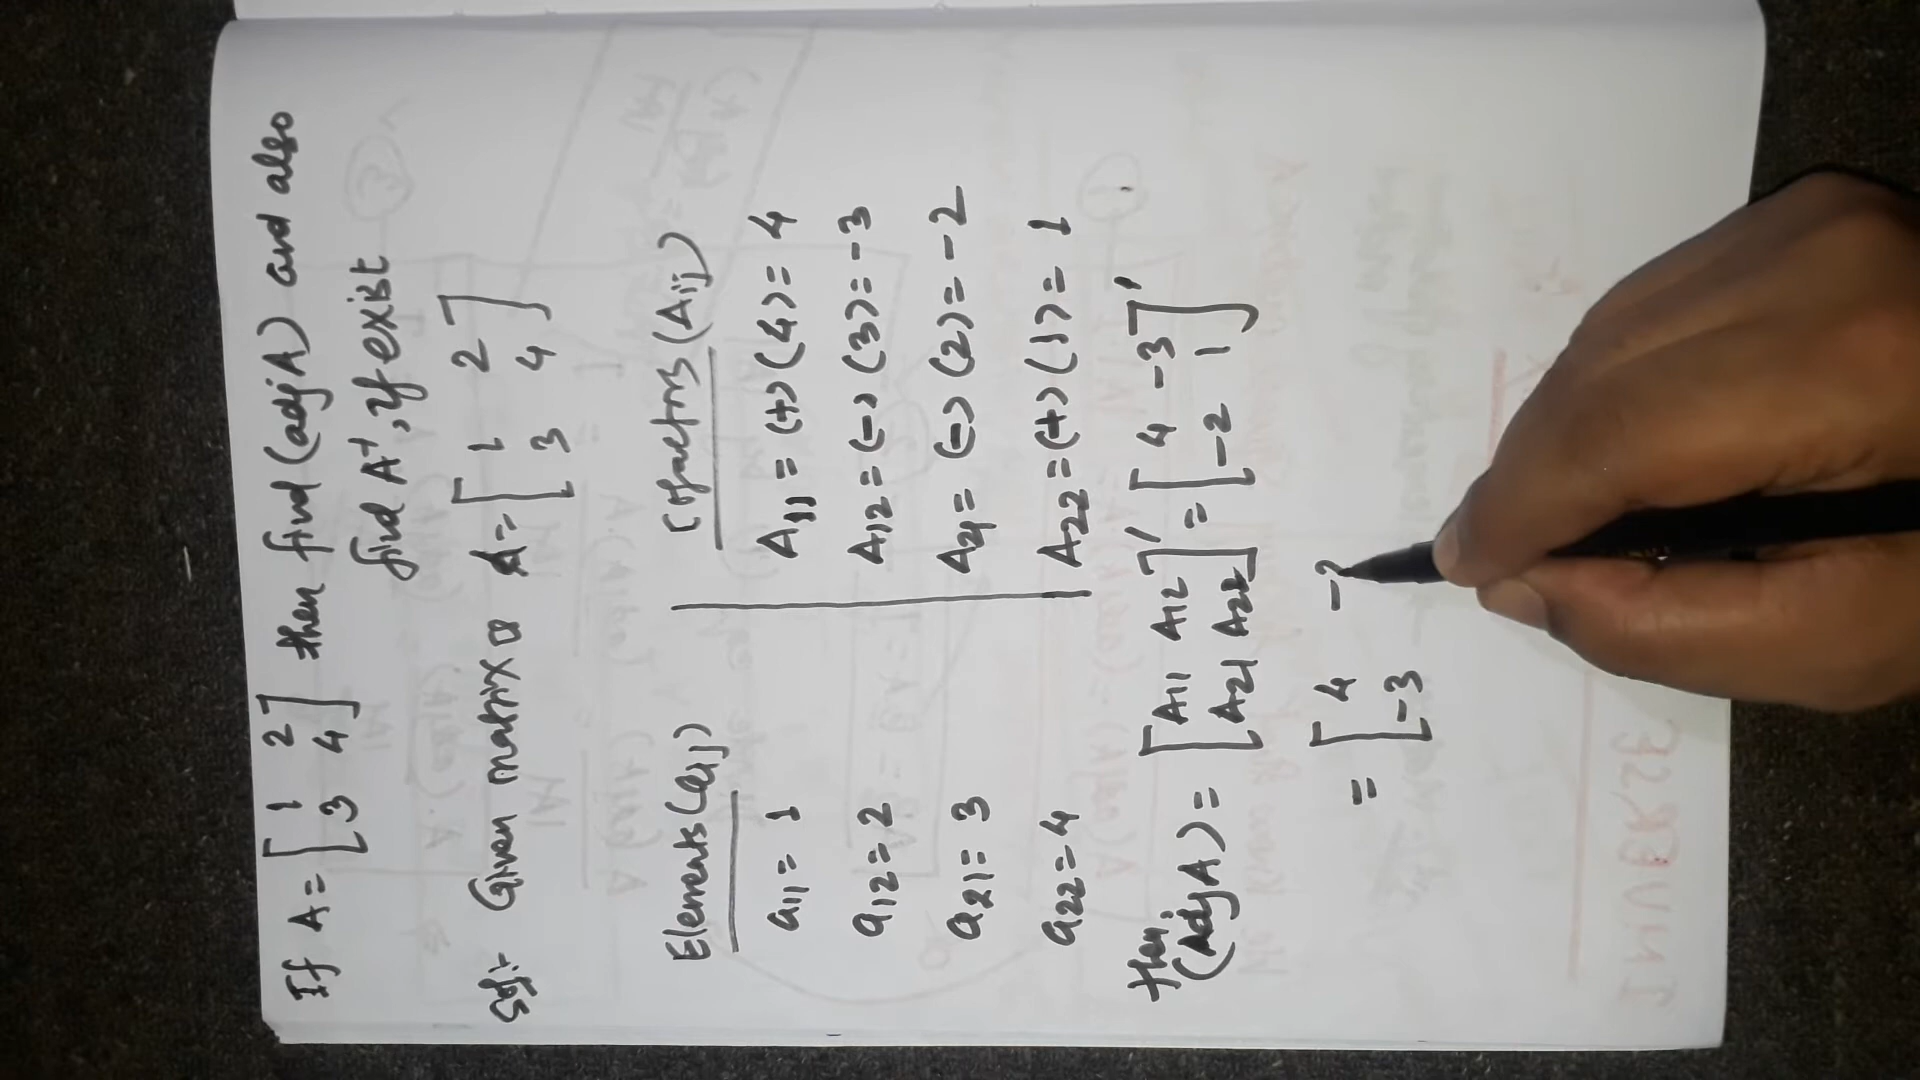 If A = [ 1 2 ] then find (adj A) and also
[ 3 4 ] find A⁻¹, if exist
Sol:- Given matrix A = [ 1 2 ]
[ 3 4 ]
Elements (aij) Cofactors (Aij)
a11 = 1 A11 = (+) (4) = 4
a12 = 2 A12 = (-) (3) = -3
a21 = 3 A21 = (-) (2) = -2
a22 = 4 A22 = (+) (1) = 1
then,
(Adj A) = [ A11 A12 ]' = [ 4 -3 ]'
[ A21 A22 ] [ -2 1 ]
= [ 4 -2
[ -3